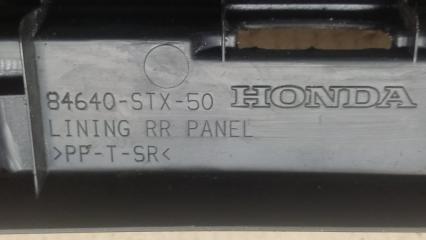 84640-STX-50 HONDA
LINING RR PANEL
>PP-T-SR<